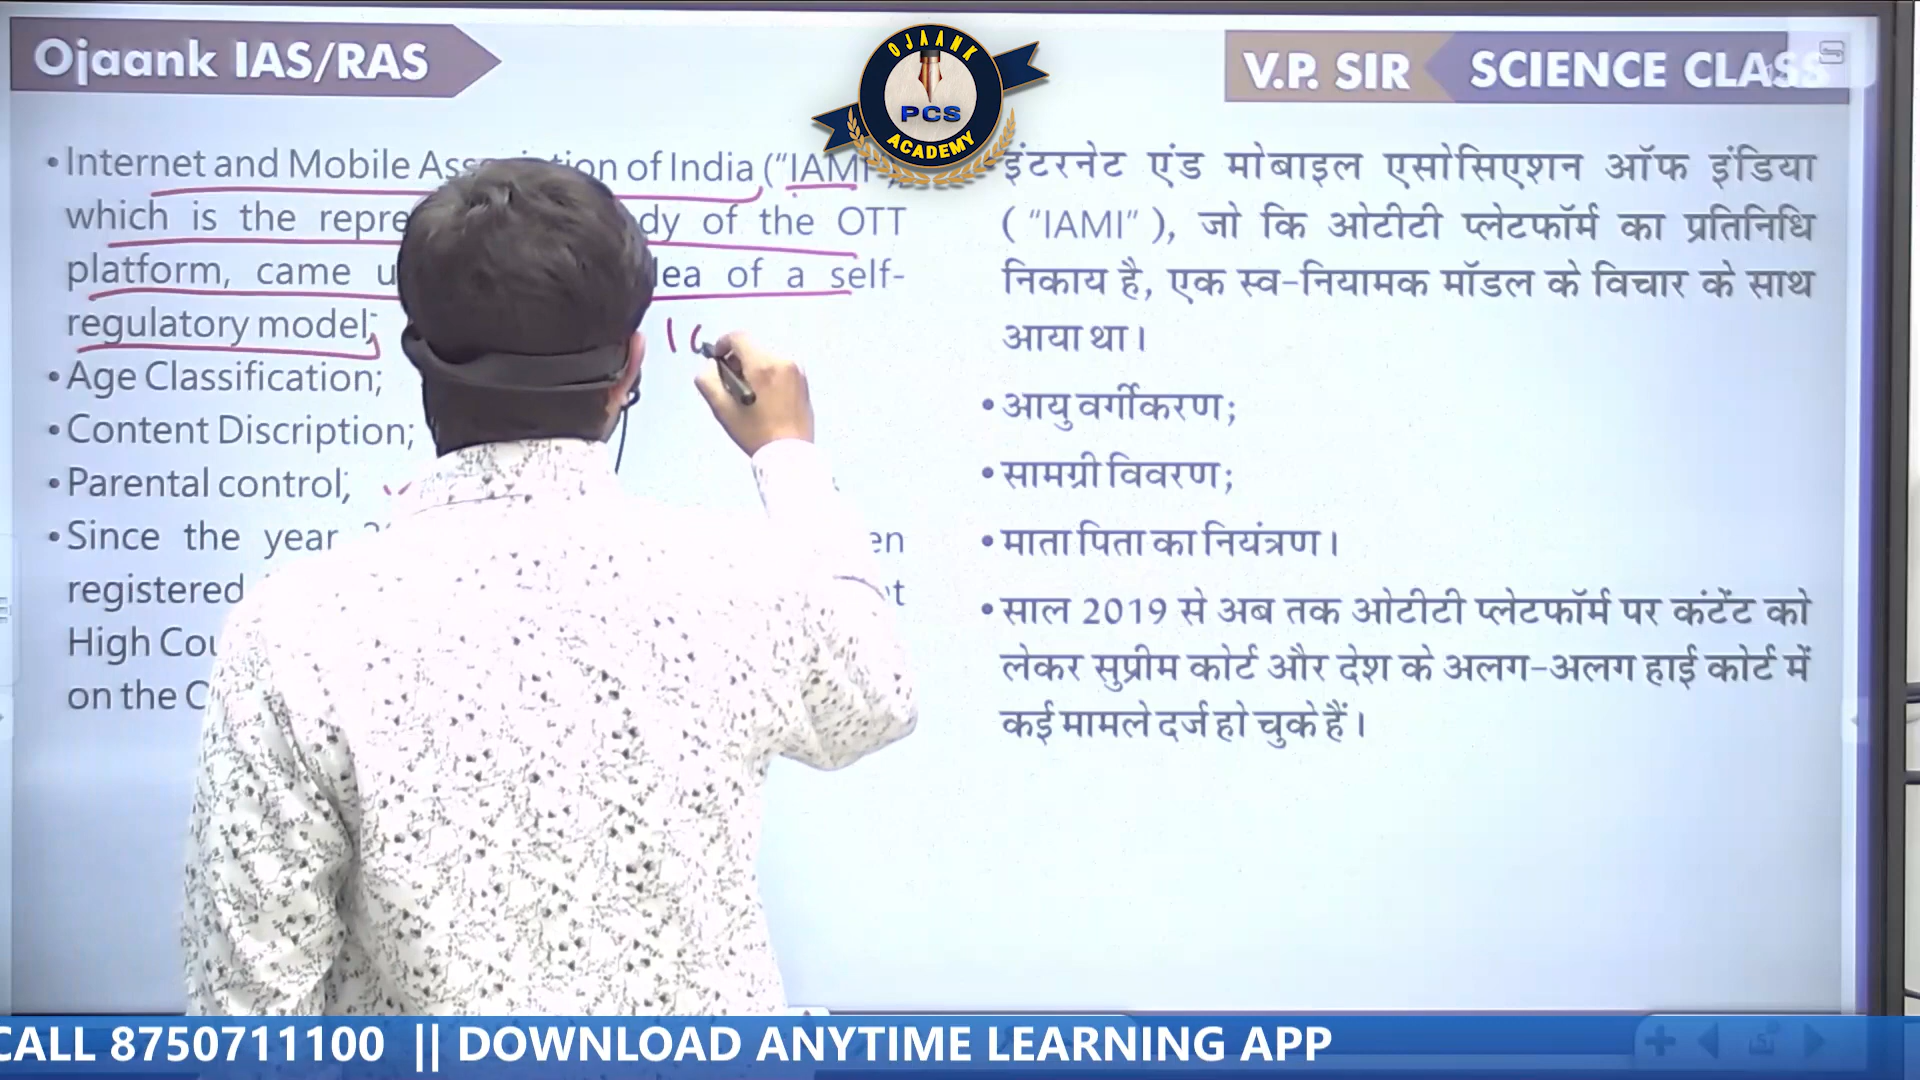 Ojaank IAS/RAS
OJAANK
PCS
ACADEMY
V.P. SIR
SCIENCE CLASS
• Internet and Mobile of India ("IAMI
which is the of the OTT
platform, came of a self-
regulatory model;
• Age Classification;
• Content Discription;
• Parental control;
• Since the year
registered
High
on the
इंटरनेट एंड मोबाइल एसोसिएशन ऑफ इंडिया
( "IAMI" ), जो कि ओटीटी प्लेटफॉर्म का प्रतिनिधि
निकाय है, एक स्व-नियामक मॉडल के विचार के साथ
आया था।
• आयु वर्गीकरण;
• सामग्री विवरण;
• माता पिता का नियंत्रण।
• साल 2019 से अब तक ओटीटी प्लेटफॉर्म पर कंटेंट को
लेकर सुप्रीम कोर्ट और देश के अलग-अलग हाई कोर्ट में
कई मामले दर्ज हो चुके हैं।
CALL 8750711100 || DOWNLOAD ANYTIME LEARNING APP